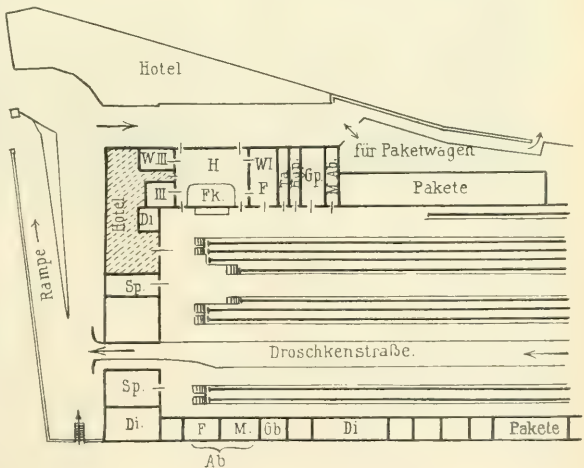 Hotel
für Paketwagen
W III
H
W I
F
Gp.
M.
Ab.
III
Fk.
Pakete
Hotel
Di
Rampe
Sp.
Droschkenstraße.
Sp.
Di.
F
M.
Gb
Di
Pakete
Ab